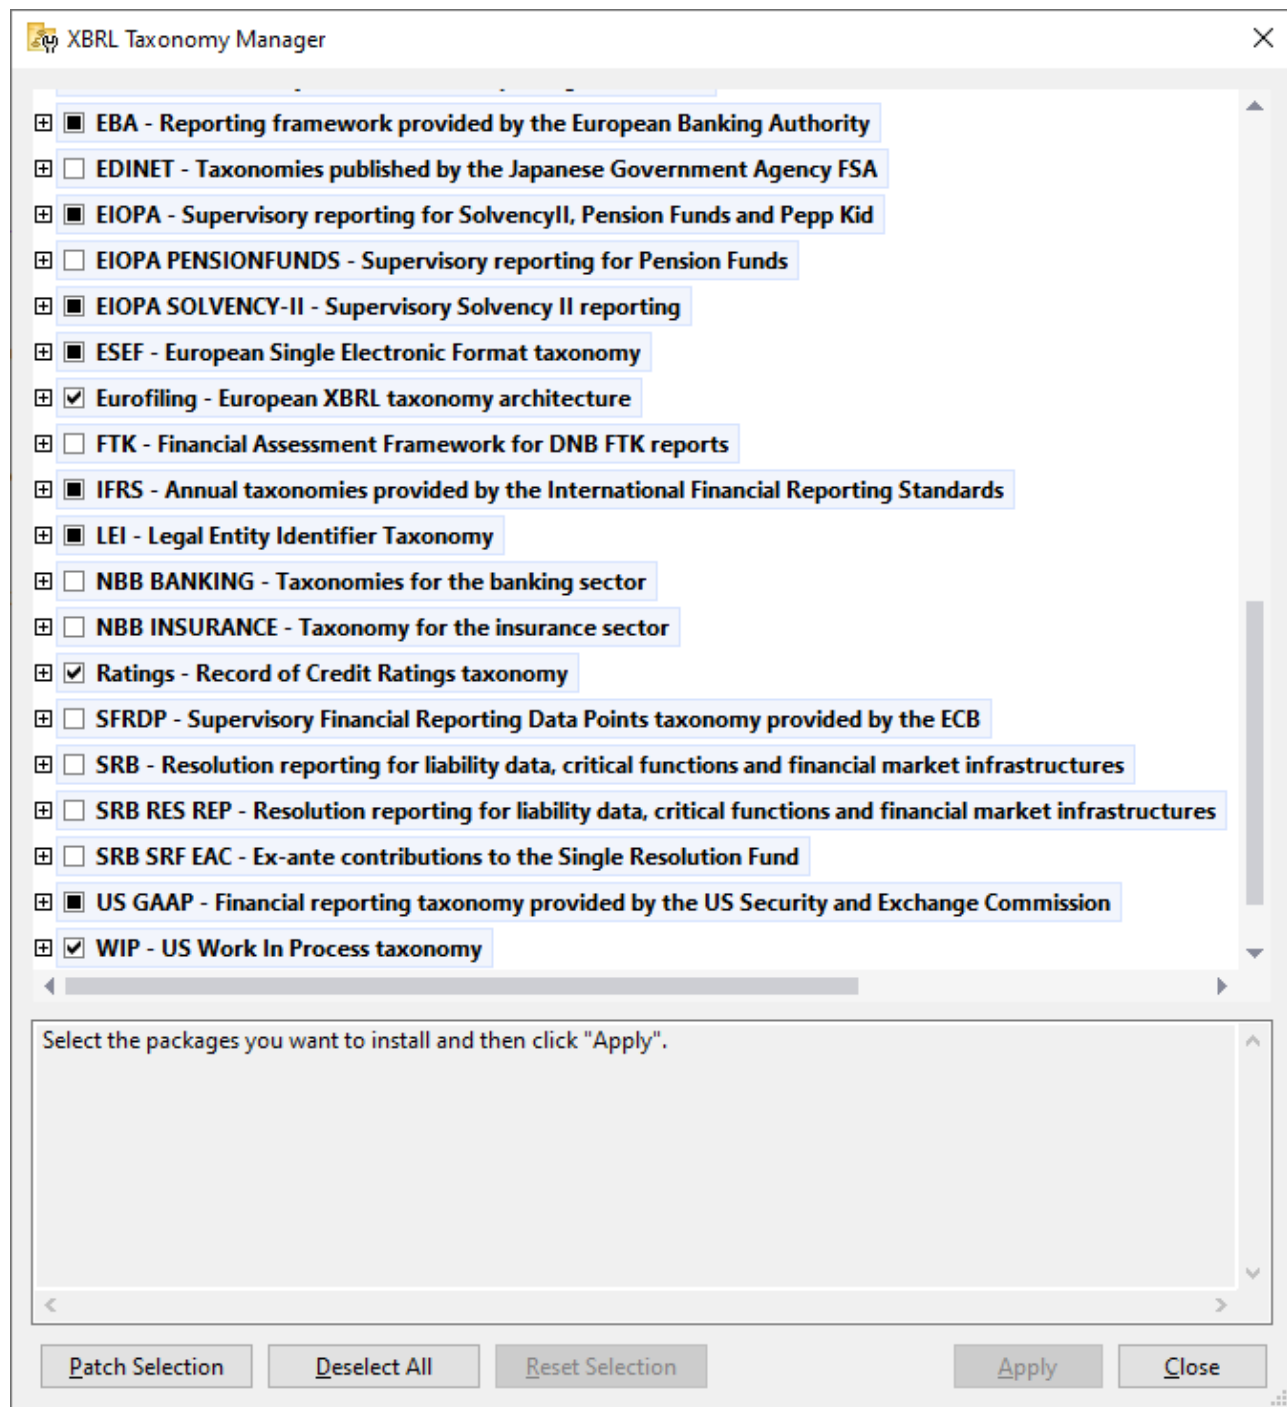 XBRL Taxonomy Manager
EBA - Reporting framework provided by the European Banking Authority
EDINET - Taxonomies published by the Japanese Government Agency FSA
EIOPA - Supervisory reporting for SolvencyII, Pension Funds and Pepp Kid
EIOPA PENSIONFUNDS - Supervisory reporting for Pension Funds
EIOPA SOLVENCY-II - Supervisory Solvency II reporting
ESEF - European Single Electronic Format taxonomy
Eurofiling - European XBRL taxonomy architecture
FTK - Financial Assessment Framework for DNB FTK reports
IFRS - Annual taxonomies provided by the International Financial Reporting Standards
LEI - Legal Entity Identifier Taxonomy
NBB BANKING - Taxonomies for the banking sector
NBB INSURANCE - Taxonomy for the insurance sector
Ratings - Record of Credit Ratings taxonomy
SFRDP - Supervisory Financial Reporting Data Points taxonomy provided by the ECB
SRB - Resolution reporting for liability data, critical functions and financial market infrastructures
SRB RES REP - Resolution reporting for liability data, critical functions and financial market infrastructures
SRB SRF EAC - Ex-ante contributions to the Single Resolution Fund
US GAAP - Financial reporting taxonomy provided by the US Security and Exchange Commission
WIP - US Work In Process taxonomy
Select the packages you want to install and then click "Apply".
Patch Selection Deselect All Reset Selection Apply Close